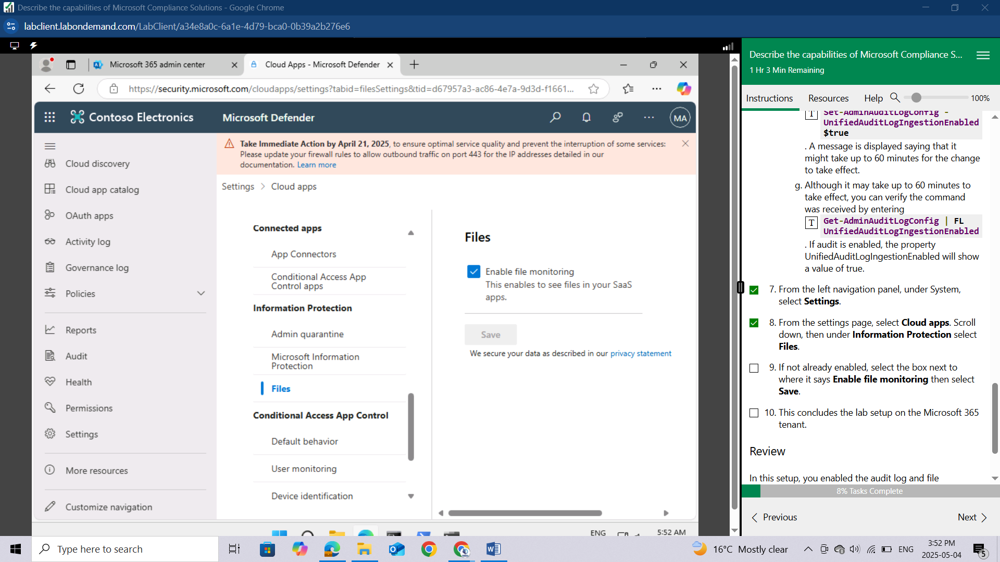 Describe the capabilities of Microsoft Compliance Solutions - Google Chrome
labclient.labondemand.com/LabClient/a34e8a0c-6a1e-4d79-bca0-0b39a2b276e6
Microsoft 365 admin center
Cloud Apps - Microsoft Defender
https://security.microsoft.com/cloudapps/settings?tabid=filesSettings&tid=d67957a3-ac86-4e7a-9d3d-f1661...
Contoso Electronics
Microsoft Defender
MA
Take Immediate Action by April 21, 2025, to ensure optimal service quality and prevent the interruption of some services:
Please update your firewall rules to allow outbound traffic on port 443 for the IP addresses detailed in our
documentation. Learn more
Cloud discovery
Cloud app catalog
OAuth apps
Activity log
Governance log
Policies
Reports
Audit
Health
Permissions
Settings
More resources
Customize navigation
Settings > Cloud apps
Connected apps
App Connectors
Conditional Access App
Control apps
Information Protection
Admin quarantine
Microsoft Information
Protection
Files
Conditional Access App Control
Default behavior
User monitoring
Device identification
Files
Enable file monitoring
This enables to see files in your SaaS
apps.
Save
We secure your data as described in our privacy statement
ENG
5:52 AM
Describe the capabilities of Microsoft Compliance S...
1 Hr 3 Min Remaining
Instructions
Resources
Help
100%
T
Set-AdminAuditLogConfig -
UnifiedAuditLogIngestionEnabled
$true
. A message is displayed saying that it
might take up to 60 minutes for the change
to take effect.
g. Although it may take up to 60 minutes to
take effect, you can verify the command
was received by entering
T
Get-AdminAuditLogConfig | FL
UnifiedAuditLogIngestionEnabled
. If audit is enabled, the property
UnifiedAuditLogIngestionEnabled will show
a value of true.
7. From the left navigation panel, under System,
select Settings.
8. From the settings page, select Cloud apps. Scroll
down, then under Information Protection select
Files.
9. If not already enabled, select the box next to
where it says Enable file monitoring then select
Save.
10. This concludes the lab setup on the Microsoft 365
tenant.
Review
In this setup, you enabled the audit log and file
8% Tasks Complete
Previous
Next
Type here to search
16°C Mostly clear
ENG
3:52 PM
2025-05-04
5